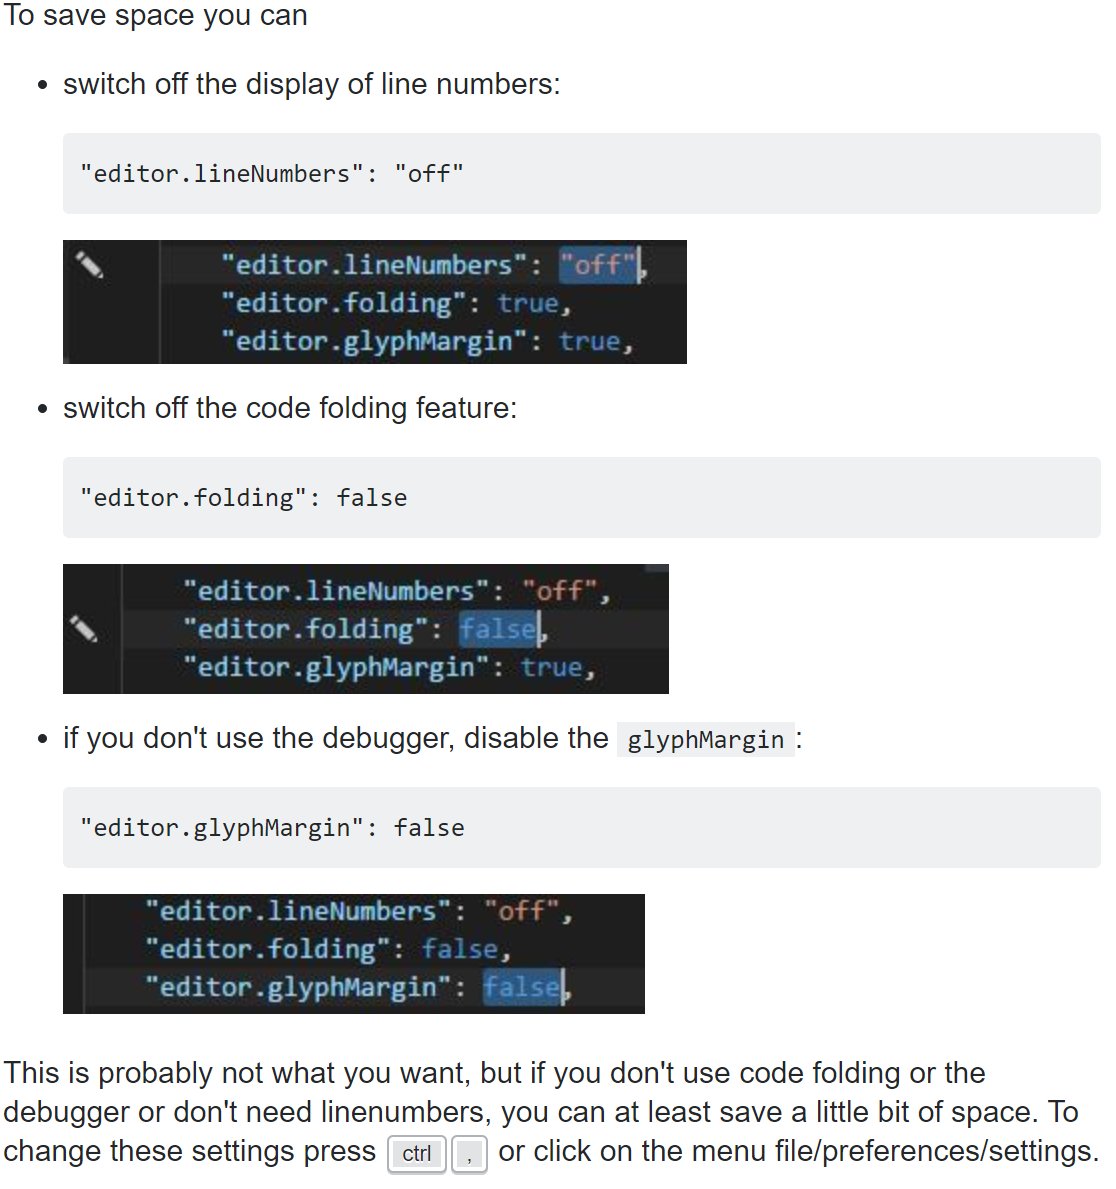 To save space you can
• switch off the display of line numbers:
"editor.lineNumbers": "off"
"editor.lineNumbers": "off",
"editor.folding": true,
"editor.glyphMargin": true,
• switch off the code folding feature:
"editor.folding": false
"editor.lineNumbers": "off",
"editor.folding": false,
"editor.glyphMargin": true,
• if you don't use the debugger, disable the glyphMargin:
"editor.glyphMargin": false
"editor.lineNumbers": "off",
"editor.folding": false,
"editor.glyphMargin": false,
This is probably not what you want, but if you don't use code folding or the
debugger or don't need linenumbers, you can at least save a little bit of space. To
change these settings press ctrl , or click on the menu file/preferences/settings.